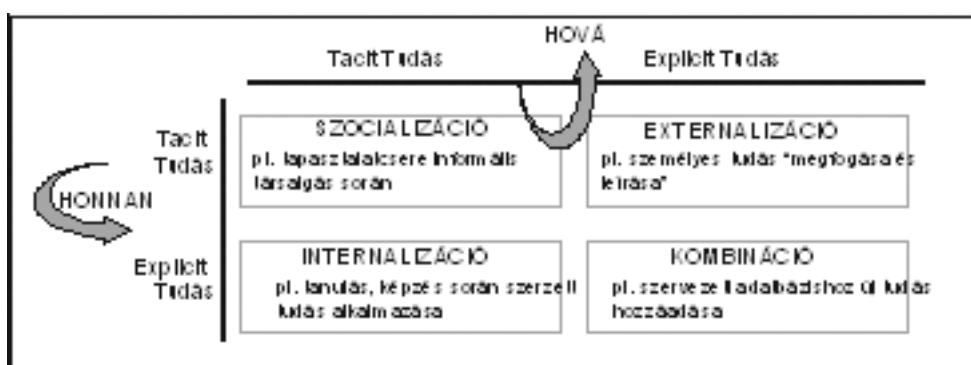 HOVÁ
Tacit Tudás
Explicit Tudás
Tacit
Tudás
SZOCIALIZÁCIÓ
pl. tapasztalatcsere informális
társalgás során
EXTERNALIZÁCIÓ
pl. személyes tudás "megfogása és
leírása"
HONNAN
Explicit
Tudás
INTERNALIZÁCIÓ
pl. tanulás, képzés során szerzett
tudás alkalmazása
KOMBINÁCIÓ
pl. szervezeti adatbázishoz új tudás
hozzáadása